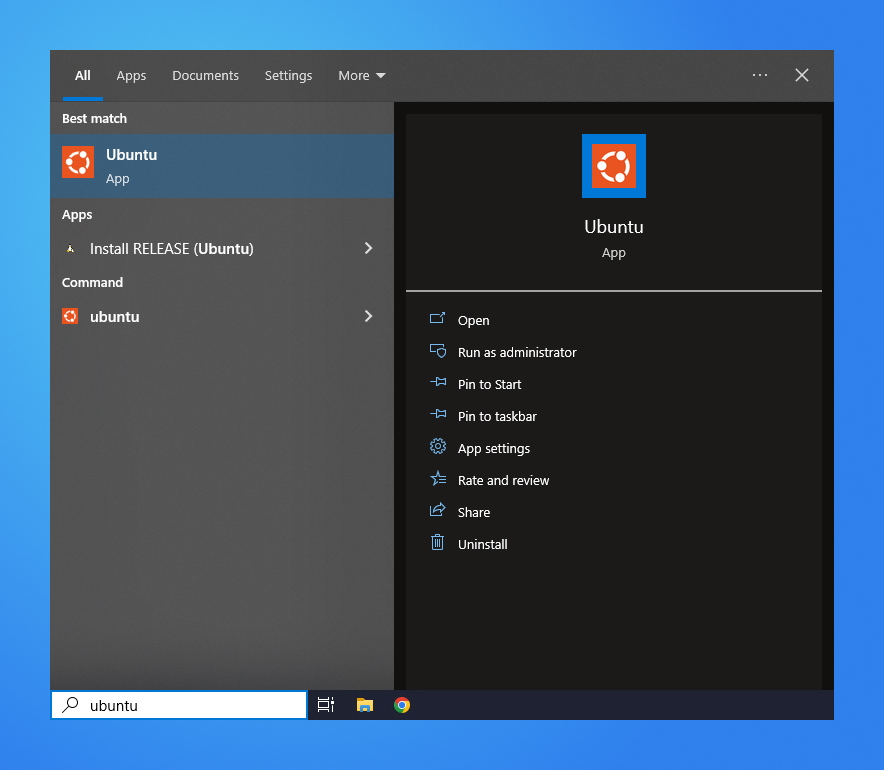 All Apps Documents Settings More
Best match
Ubuntu
App
Apps
Install RELEASE (Ubuntu)
Command
ubuntu
Ubuntu
App
Open
Run as administrator
Pin to Start
Pin to taskbar
App settings
Rate and review
Share
Uninstall
ubuntu